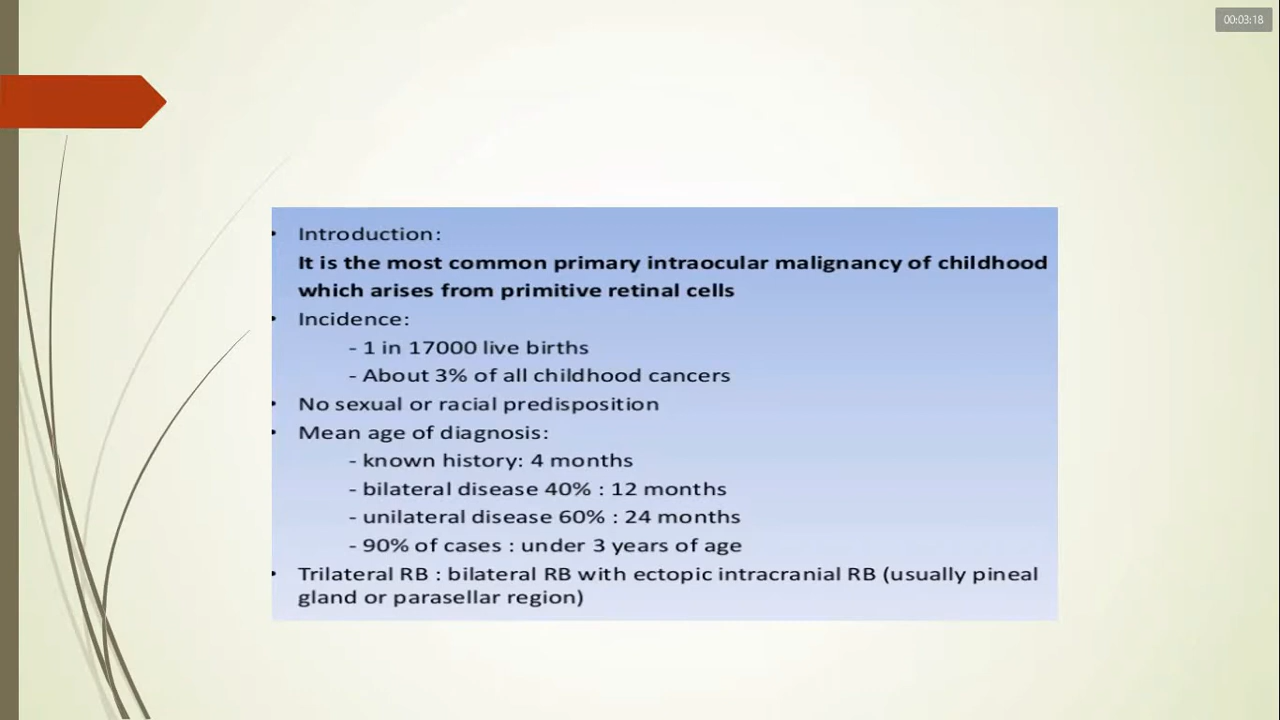 00:03:18
• Introduction:
It is the most common primary intraocular malignancy of childhood
which arises from primitive retinal cells
• Incidence:
- 1 in 17000 live births
- About 3% of all childhood cancers
• No sexual or racial predisposition
• Mean age of diagnosis:
- known history: 4 months
- bilateral disease 40% : 12 months
- unilateral disease 60% : 24 months
- 90% of cases : under 3 years of age
• Trilateral RB : bilateral RB with ectopic intracranial RB (usually pineal
gland or parasellar region)